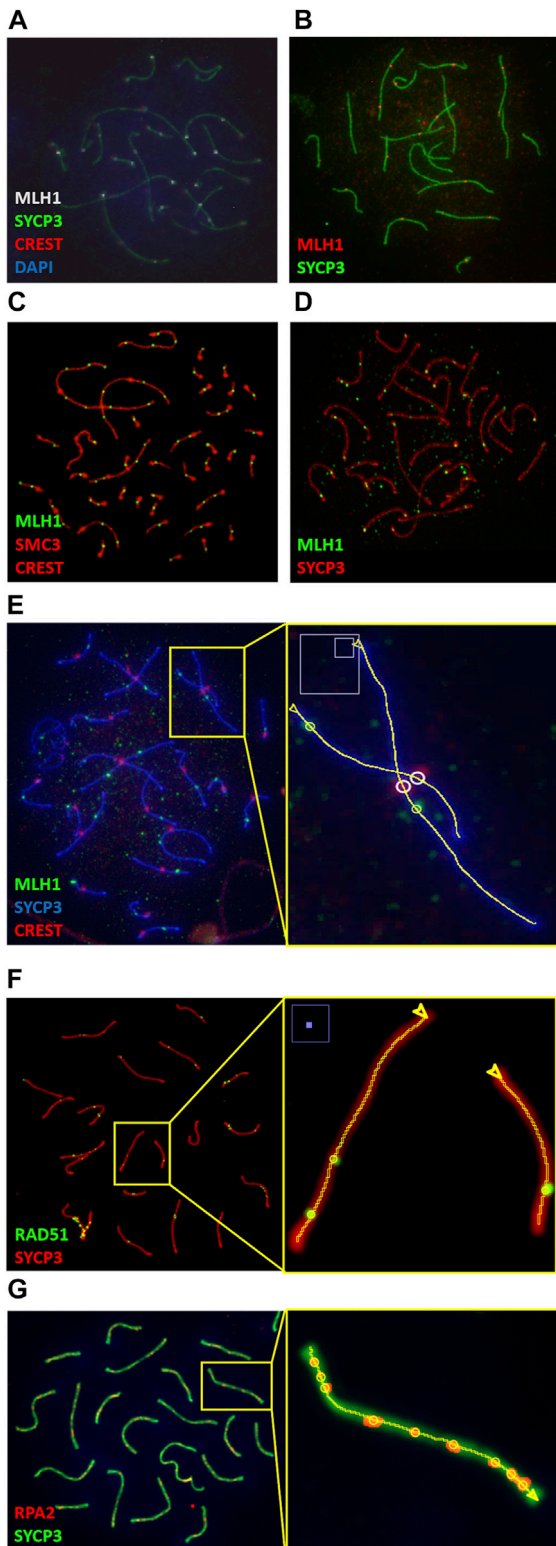 A
MLH1
SYCP3
CREST
DAPI
B
MLH1
SYCP3
C
MLH1
SMC3
CREST
D
MLH1
SYCP3
E
MLH1
SYCP3
CREST
F
RAD51
SYCP3
G
RPA2
SYCP3